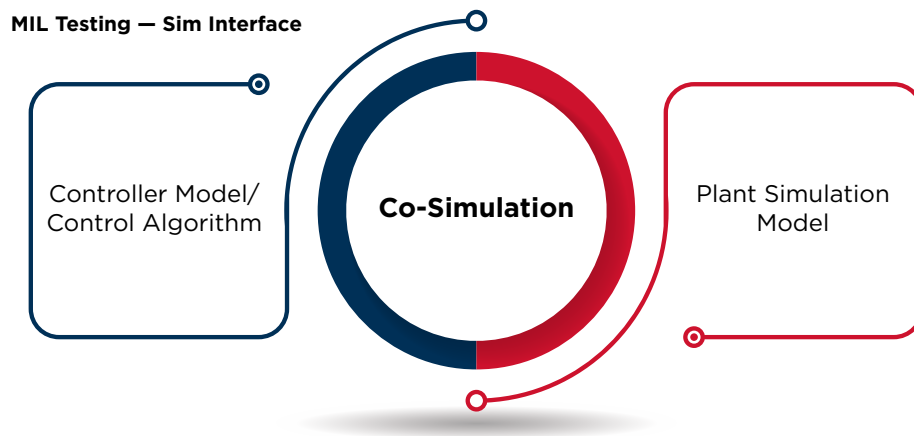 MIL Testing — Sim Interface
Controller Model/
Control Algorithm
Co-Simulation
Plant Simulation
Model